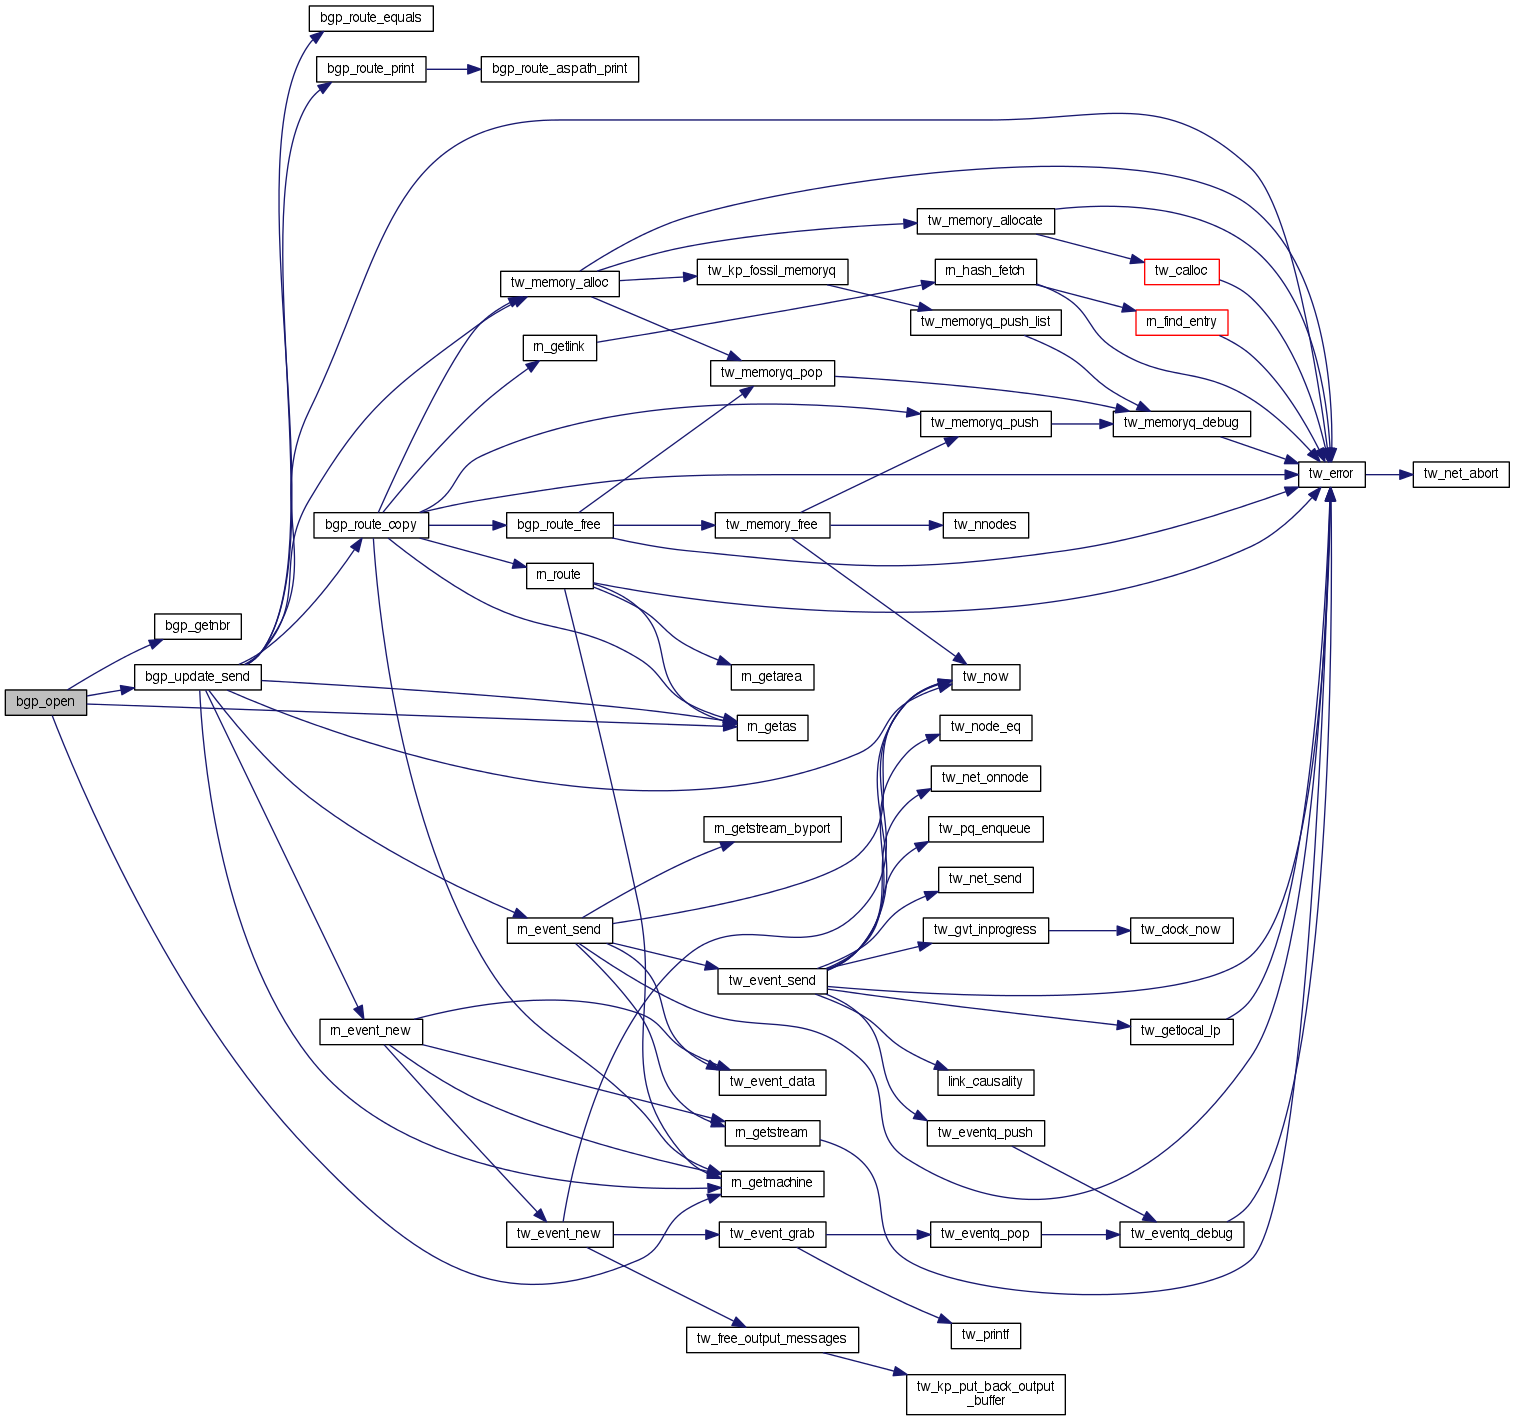 bgp_route_equals
bgp_route_print
bgp_route_aspath_print
tw_memory_allocate
tw_memory_alloc
tw_kp_fossil_memoryq
rn_hash_fetch
tw_calloc
tw_memoryq_push_list
rn_find_entry
rn_getlink
tw_memoryq_pop
tw_memoryq_push
tw_memoryq_debug
tw_error
tw_net_abort
bgp_route_copy
bgp_route_free
tw_memory_free
tw_nnodes
rn_route
bgp_getnbr
bgp_update_send
rn_getarea
tw_now
bgp_open
rn_getas
tw_node_eq
tw_net_onnode
rn_getstream_byport
tw_pq_enqueue
tw_net_send
rn_event_send
tw_gvt_inprogress
tw_clock_now
tw_event_send
rn_event_new
tw_getlocal_lp
tw_event_data
link_causality
rn_getstream
tw_eventq_push
rn_getmachine
tw_event_new
tw_event_grab
tw_eventq_pop
tw_eventq_debug
tw_free_output_messages
tw_printf
tw_kp_put_back_output
_buffer